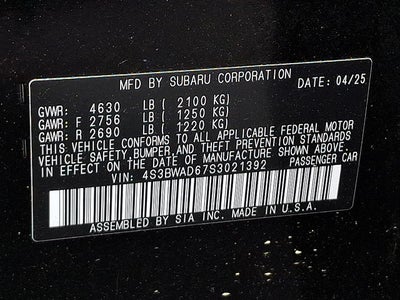 MFD BY SUBARU CORPORATION
DATE: 04/25
GVWR: 4630 LB ( 2100 KG)
GAWR: F 2756 LB ( 1250 KG)
GAWR: R 2690 LB ( 1220 KG)
THIS VEHICLE CONFORMS TO ALL APPLICABLE FEDERAL MOTOR
VEHICLE SAFETY, BUMPER, AND THEFT PREVENTION STANDARDS
IN EFFECT ON THE DATE OF MANUFACTURE SHOWN ABOVE.
VIN: 4S3BWAD67S3021392 PASSENGER CAR
ASSEMBLED BY SIA INC. MADE IN U.S.A.